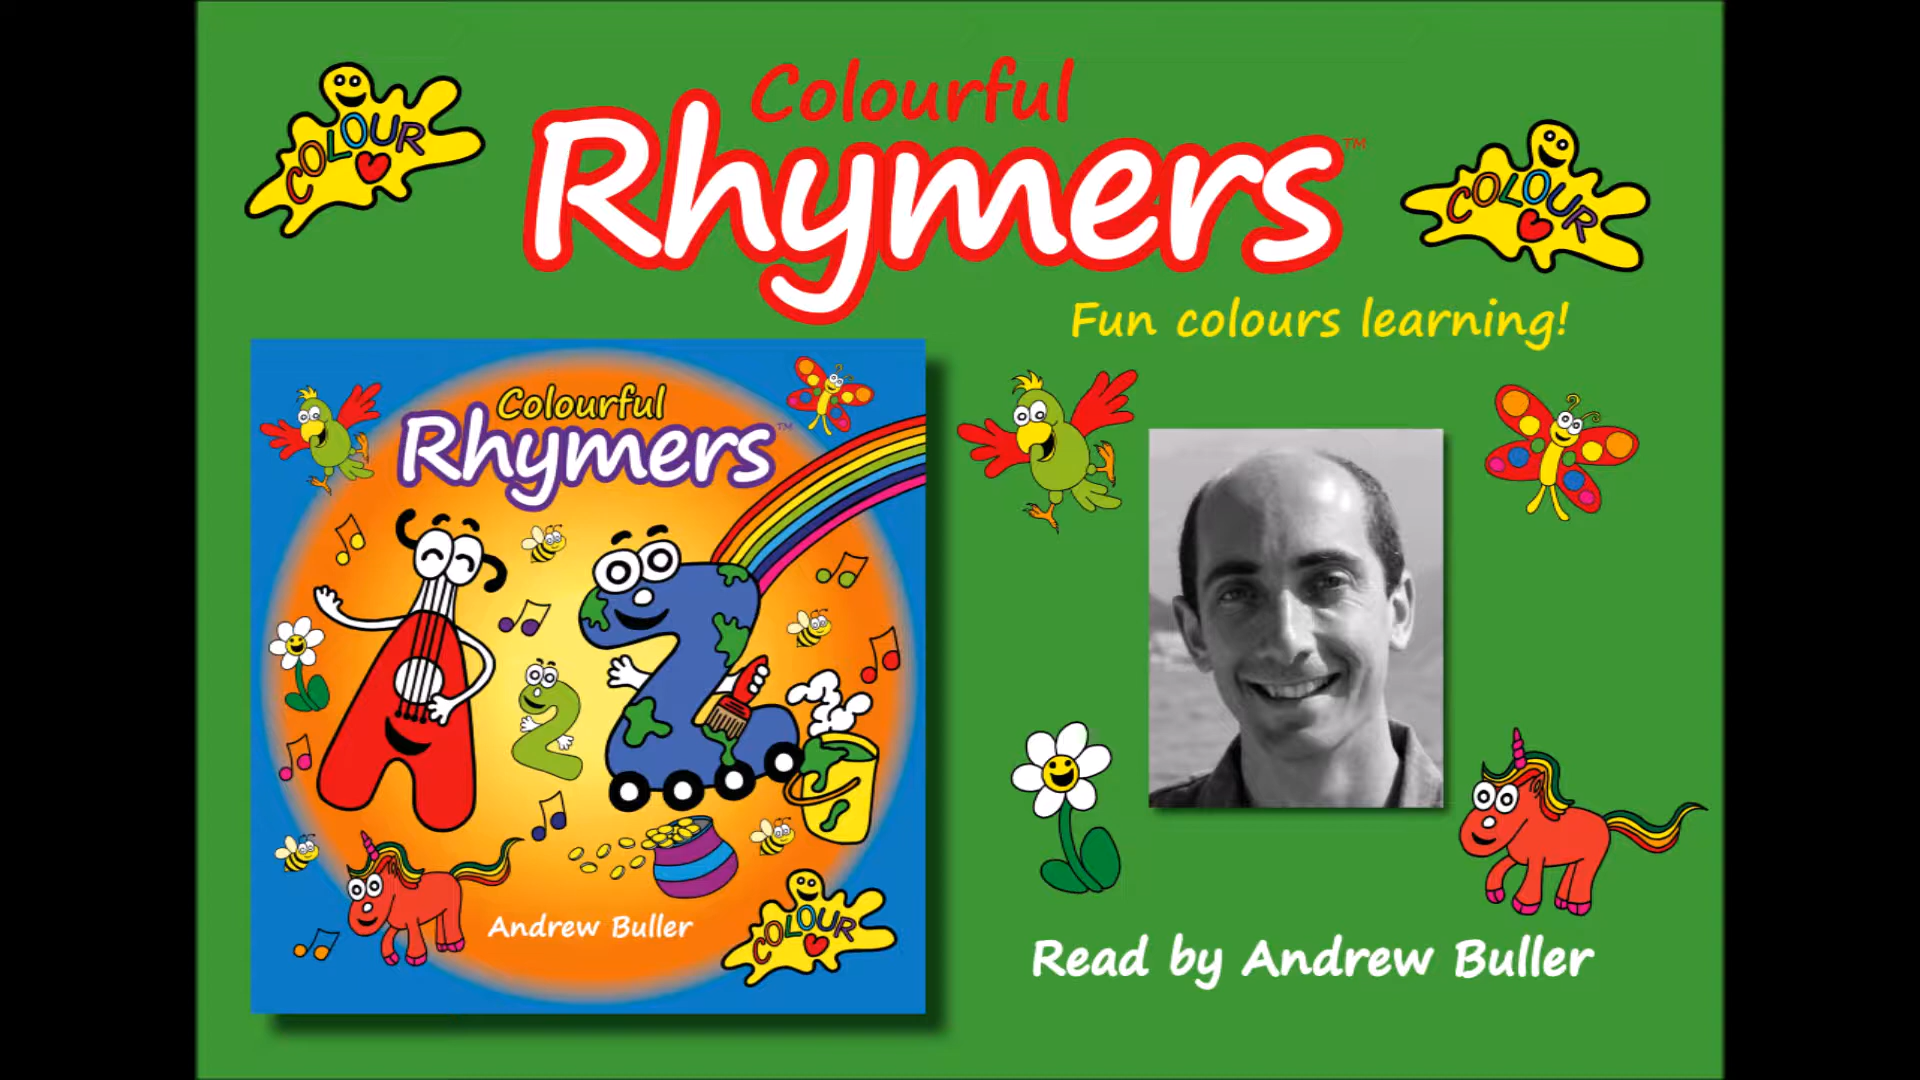 Colourful
Rhymers™
COLOUR
COLOUR
Fun colours learning!
Colourful
Rhymers™
Andrew Buller
COLOUR
Read by Andrew Buller